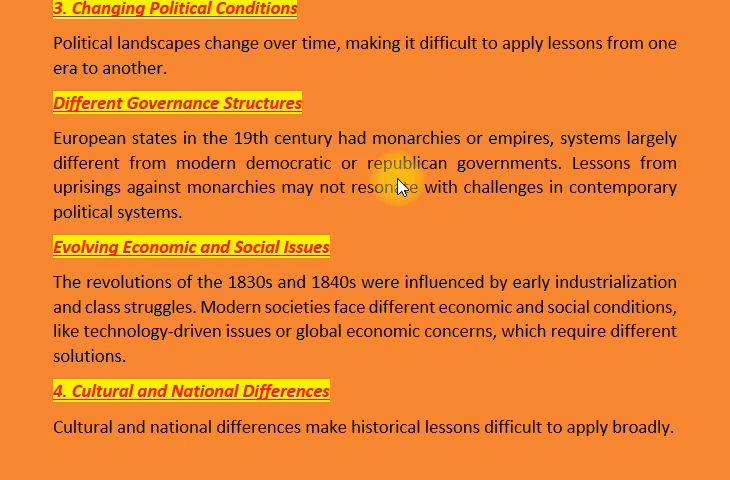 3. Changing Political Conditions
Political landscapes change over time, making it difficult to apply lessons from one
era to another.
Different Governance Structures
European states in the 19th century had monarchies or empires, systems largely
different from modern democratic or republican governments. Lessons from
uprisings against monarchies may not resonate with challenges in contemporary
political systems.
Evolving Economic and Social Issues
The revolutions of the 1830s and 1840s were influenced by early industrialization
and class struggles. Modern societies face different economic and social conditions,
like technology-driven issues or global economic concerns, which require different
solutions.
4. Cultural and National Differences
Cultural and national differences make historical lessons difficult to apply broadly.